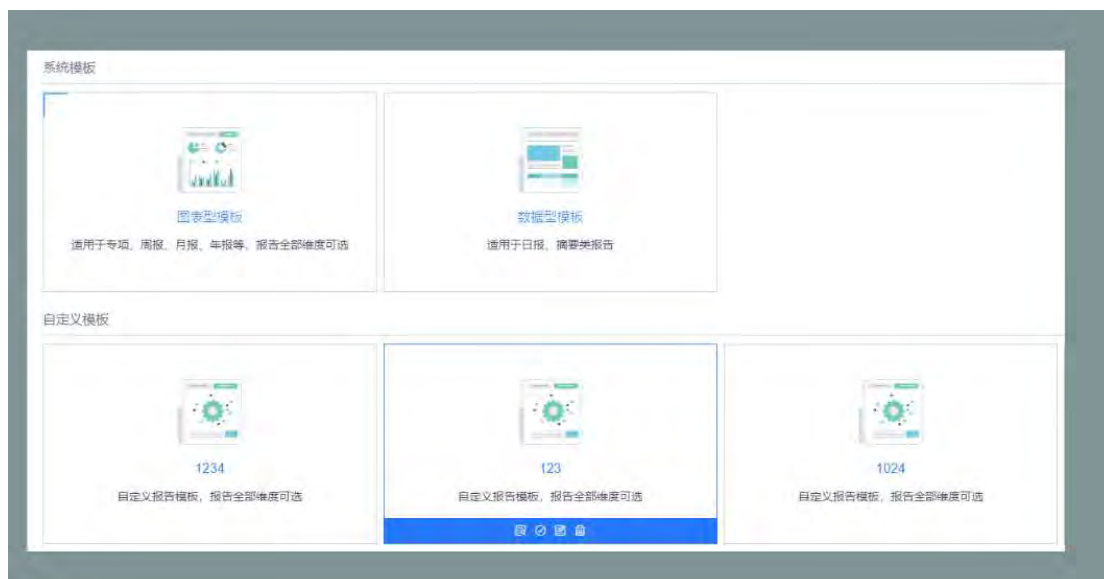 系统模板
图表型模板
适用于专项、周报、月报、年报等，报告全部维度可选
数据型模板
适用于日报、摘要类报告
自定义模板
1234
自定义报告模板，报告全部维度可选
123
自定义报告模板，报告全部维度可选
1024
自定义报告模板，报告全部维度可选